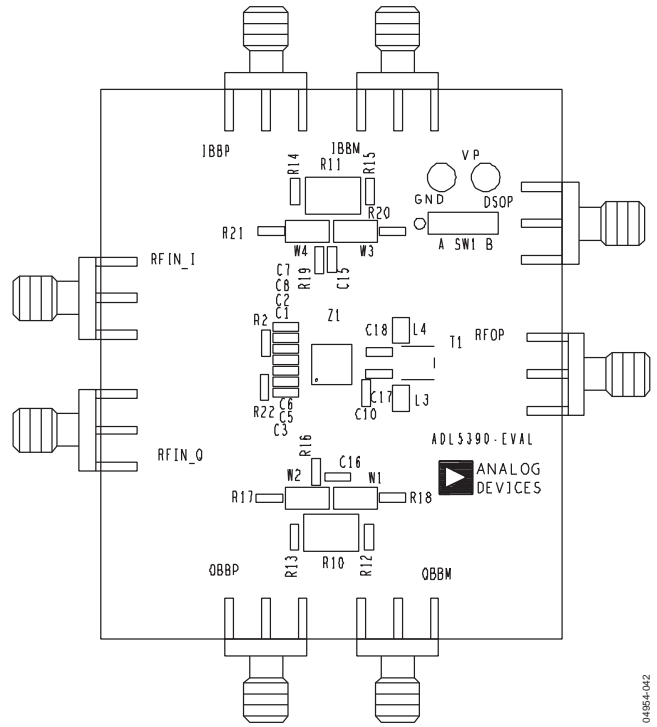 IBBP
IBBM
R14
R11
R15
VP
GND
DSOP
R20
R21
W4
W3
A SW1 B
RFIN_I
C7
C8
C2
C1
R19
C15
R2
Z1
C18
L4
T1
RFOP
R22
C6
C5
C3
C17
C10
L3
ADL5390-EVAL
RFIN_Q
R16
C16
ANALOG
DEVICES
W2
W1
R17
R18
R13
R10
R12
QBBP
QBBM
04954-042